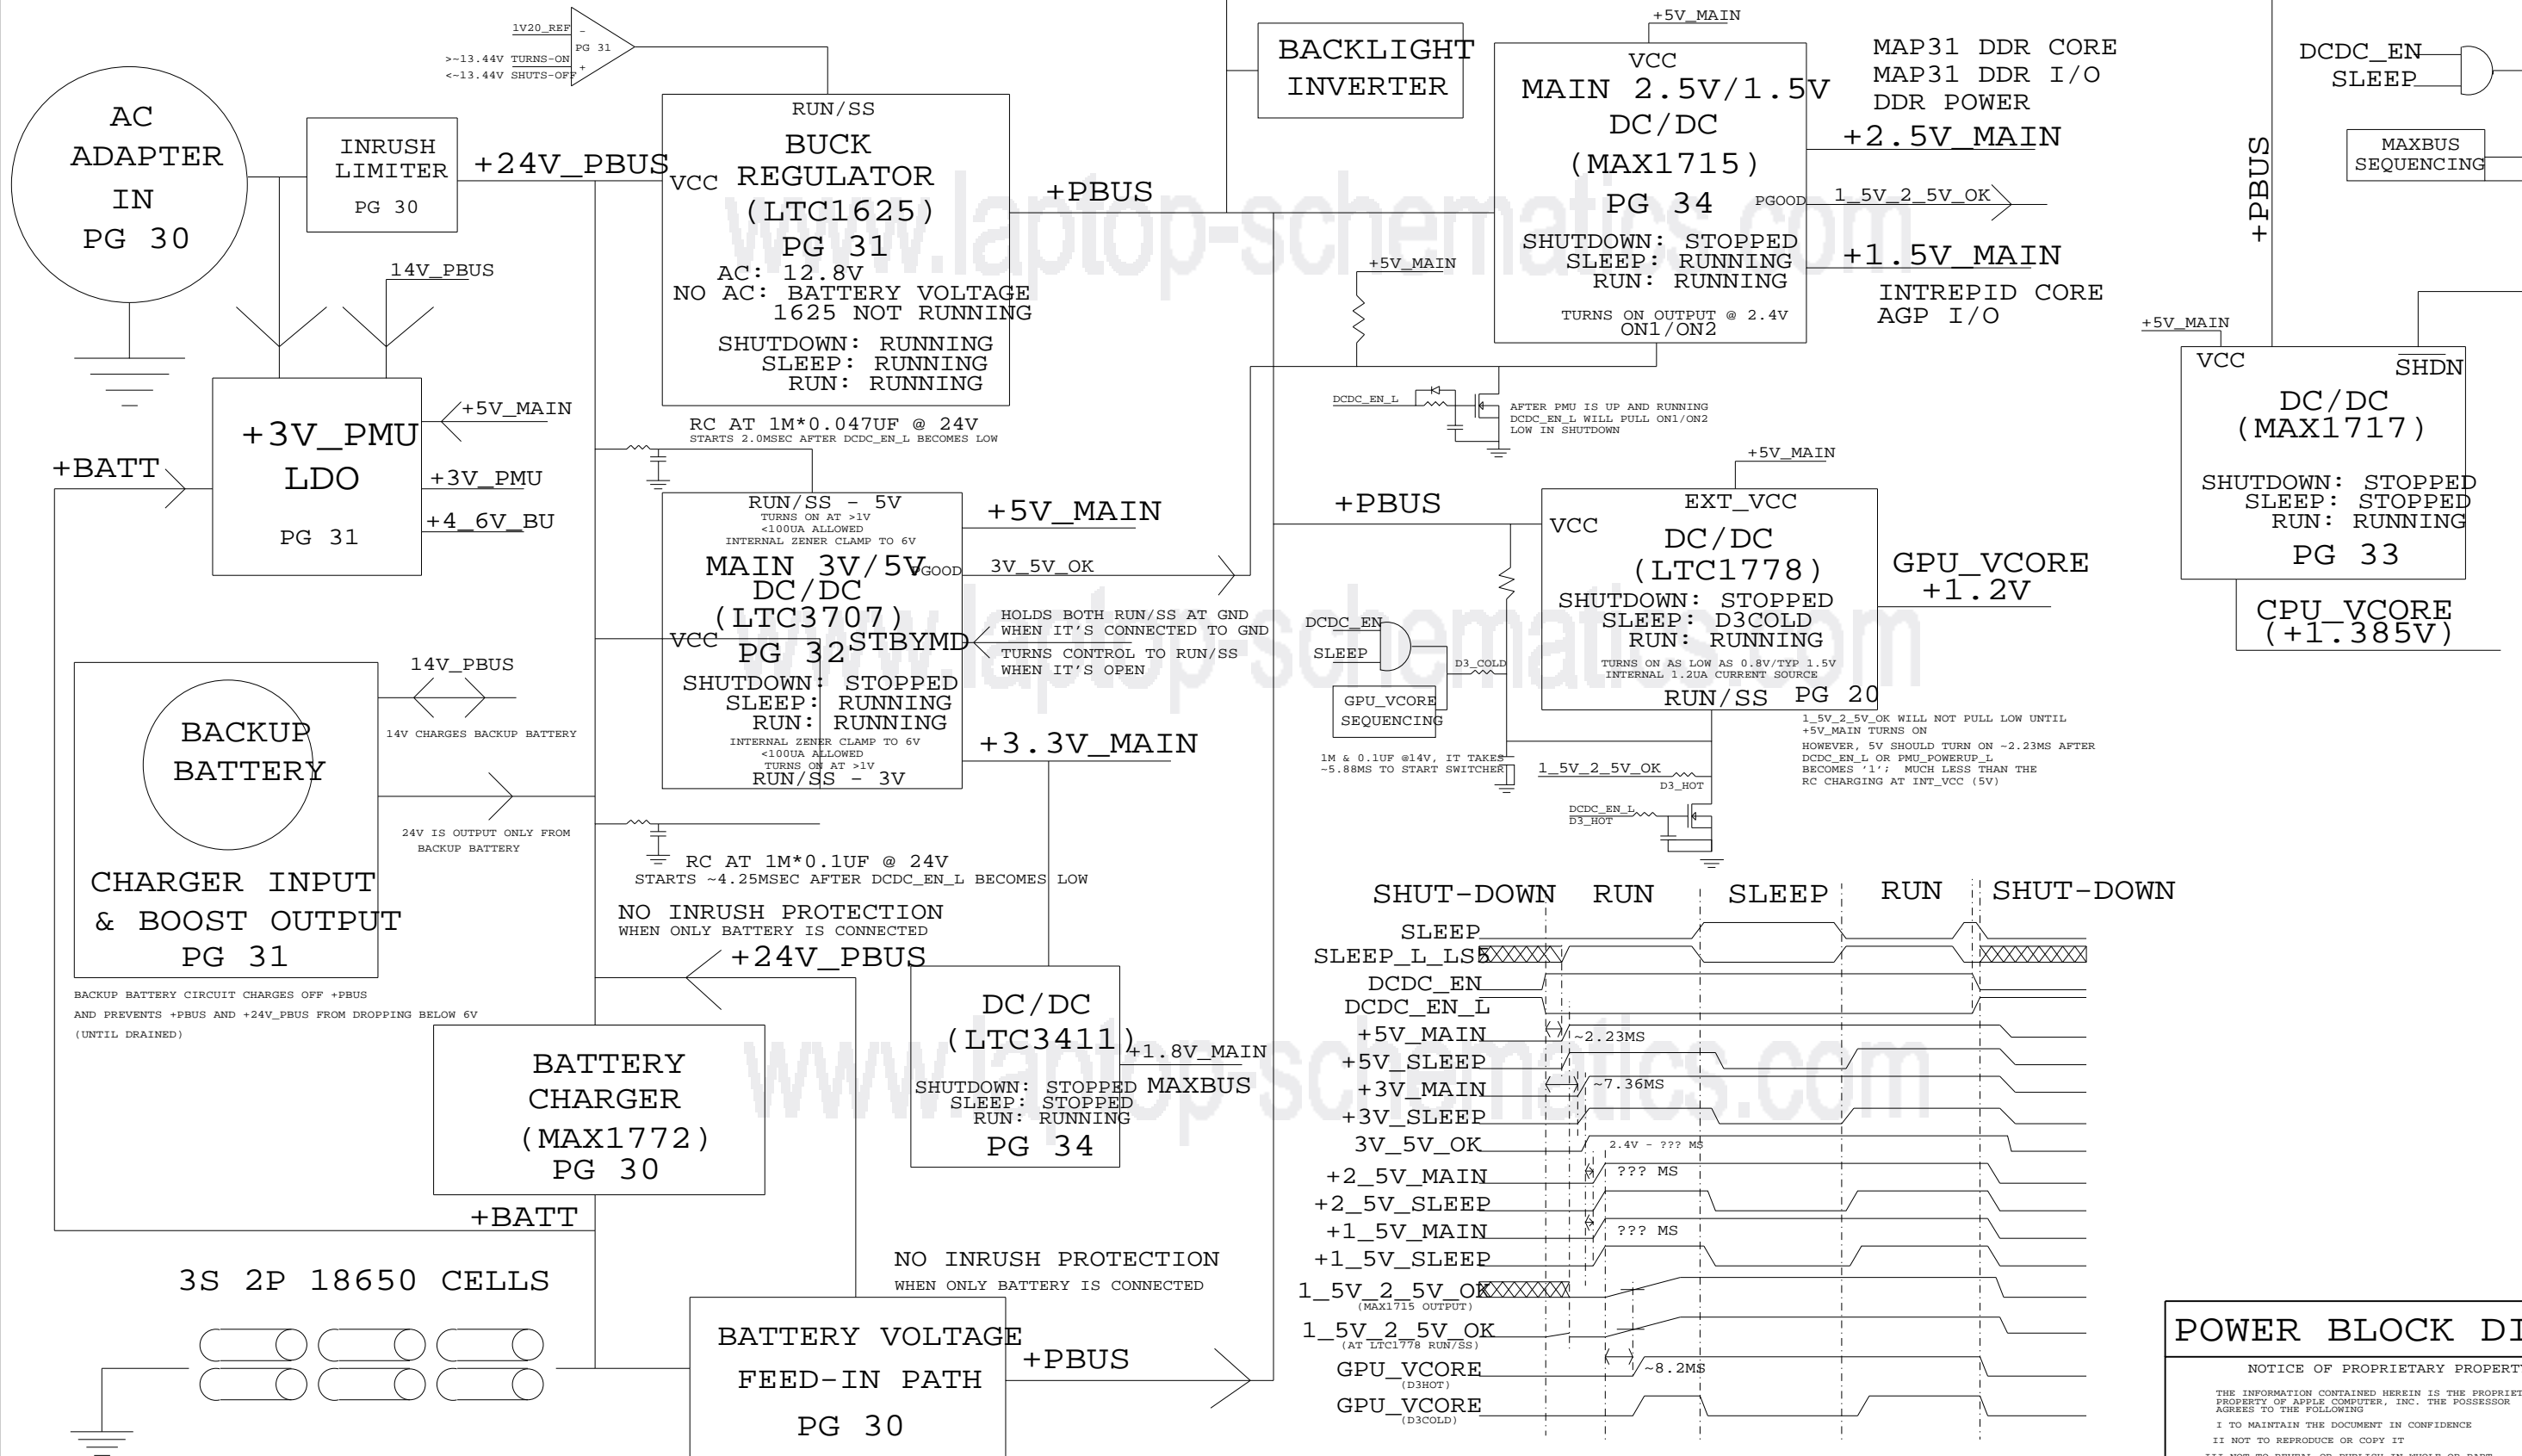 1V20_REF
-
PG 31
>~13.44V TURNS-ON
+
<~13.44V SHUTS-OFF
AC
ADAPTER
IN
PG 30
INRUSH
LIMITER
PG 30
+24V_PBUS
RUN/SS
BUCK
REGULATOR
VCC
(LTC1625)
PG 31
AC: 12.8V
NO AC: BATTERY VOLTAGE
1625 NOT RUNNING
SHUTDOWN: RUNNING
SLEEP: RUNNING
RUN: RUNNING
+PBUS
BACKLIGHT
INVERTER
+5V_MAIN
VCC
MAIN 2.5V/1.5V
DC/DC
(MAX1715)
PG 34
PGOOD
SHUTDOWN: STOPPED
SLEEP: RUNNING
RUN: RUNNING
TURNS ON OUTPUT @ 2.4V
ON1/ON2
MAP31 DDR CORE
MAP31 DDR I/O
DDR POWER
+2.5V_MAIN
1_5V_2_5V_OK
+1.5V_MAIN
INTREPID CORE
AGP I/O
DCDC_EN
SLEEP
MAXBUS
SEQUENCING
+PBUS
+5V_MAIN
VCC
SHDN
DC/DC
(MAX1717)
SHUTDOWN: STOPPED
SLEEP: STOPPED
RUN: RUNNING
PG 33
CPU_VCORE
(+1.385V)
14V_PBUS
+3V_PMU
LDO
PG 31
+5V_MAIN
+3V_PMU
+4_6V_BU
+BATT
RC AT 1M*0.047UF @ 24V
STARTS 2.0MSEC AFTER DCDC_EN_L BECOMES LOW
+5V_MAIN
DCDC_EN_L
AFTER PMU IS UP AND RUNNING
DCDC_EN_L WILL PULL ON1/ON2
LOW IN SHUTDOWN
RUN/SS - 5V
TURNS ON AT >1V
<100UA ALLOWED
INTERNAL ZENER CLAMP TO 6V
MAIN 3V/5V
PGOOD
DC/DC
(LTC3707)
VCC
PG 32
STBYMD
SHUTDOWN: STOPPED
SLEEP: RUNNING
RUN: RUNNING
INTERNAL ZENER CLAMP TO 6V
<100UA ALLOWED
TURNS ON AT >1V
RUN/SS - 3V
+5V_MAIN
3V_5V_OK
HOLDS BOTH RUN/SS AT GND
WHEN IT'S CONNECTED TO GND
TURNS CONTROL TO RUN/SS
WHEN IT'S OPEN
+3.3V_MAIN
+PBUS
+5V_MAIN
EXT_VCC
VCC
DC/DC
(LTC1778)
SHUTDOWN: STOPPED
SLEEP: D3COLD
RUN: RUNNING
TURNS ON AS LOW AS 0.8V/TYP 1.5V
INTERNAL 1.2UA CURRENT SOURCE
RUN/SS
PG 20
GPU_VCORE
+1.2V
DCDC_EN
SLEEP
D3_COLD
GPU_VCORE
SEQUENCING
1M & 0.1UF @14V, IT TAKES
~5.88MS TO START SWITCHER
1_5V_2_5V_OK
D3_HOT
DCDC_EN_L
D3_HOT
1_5V_2_5V_OK WILL NOT PULL LOW UNTIL
+5V_MAIN TURNS ON
HOWEVER, 5V SHOULD TURN ON ~2.23MS AFTER
DCDC_EN_L OR PMU_POWERUP_L
BECOMES '1'; MUCH LESS THAN THE
RC CHARGING AT INT_VCC (5V)
14V_PBUS
14V CHARGES BACKUP BATTERY
BACKUP
BATTERY
24V IS OUTPUT ONLY FROM
BACKUP BATTERY
CHARGER INPUT
& BOOST OUTPUT
PG 31
BACKUP BATTERY CIRCUIT CHARGES OFF +PBUS
AND PREVENTS +PBUS AND +24V_PBUS FROM DROPPING BELOW 6V
(UNTIL DRAINED)
RC AT 1M*0.1UF @ 24V
STARTS ~4.25MSEC AFTER DCDC_EN_L BECOMES LOW
NO INRUSH PROTECTION
WHEN ONLY BATTERY IS CONNECTED
+24V_PBUS
BATTERY
CHARGER
(MAX1772)
PG 30
+BATT
DC/DC
(LTC3411)
SHUTDOWN: STOPPED
SLEEP: STOPPED
RUN: RUNNING
PG 34
+1.8V_MAIN
MAXBUS
3S 2P 18650 CELLS
NO INRUSH PROTECTION
WHEN ONLY BATTERY IS CONNECTED
BATTERY VOLTAGE
FEED-IN PATH
PG 30
+PBUS
SHUT-DOWN RUN SLEEP RUN SHUT-DOWN
SLEEP
SLEEP_L_LS5
DCDC_EN
DCDC_EN_L
+5V_MAIN
~2.23MS
+5V_SLEEP
+3V_MAIN
~7.36MS
+3V_SLEEP
3V_5V_OK
2.4V - ??? MS
+2_5V_MAIN
??? MS
+2_5V_SLEEP
+1_5V_MAIN
??? MS
+1_5V_SLEEP
1_5V_2_5V_OK
(MAX1715 OUTPUT)
1_5V_2_5V_OK
(AT LTC1778 RUN/SS)
GPU_VCORE
(D3HOT)
~8.2MS
GPU_VCORE
(D3COLD)
POWER BLOCK DI
NOTICE OF PROPRIETARY PROPERTY
THE INFORMATION CONTAINED HEREIN IS THE PROPRIET
PROPERTY OF APPLE COMPUTER, INC. THE POSSESSOR
AGREES TO THE FOLLOWING
I TO MAINTAIN THE DOCUMENT IN CONFIDENCE
II NOT TO REPRODUCE OR COPY IT
www.laptop-schematics.com
www.laptop-schematics.com
www.laptop-schematics.com